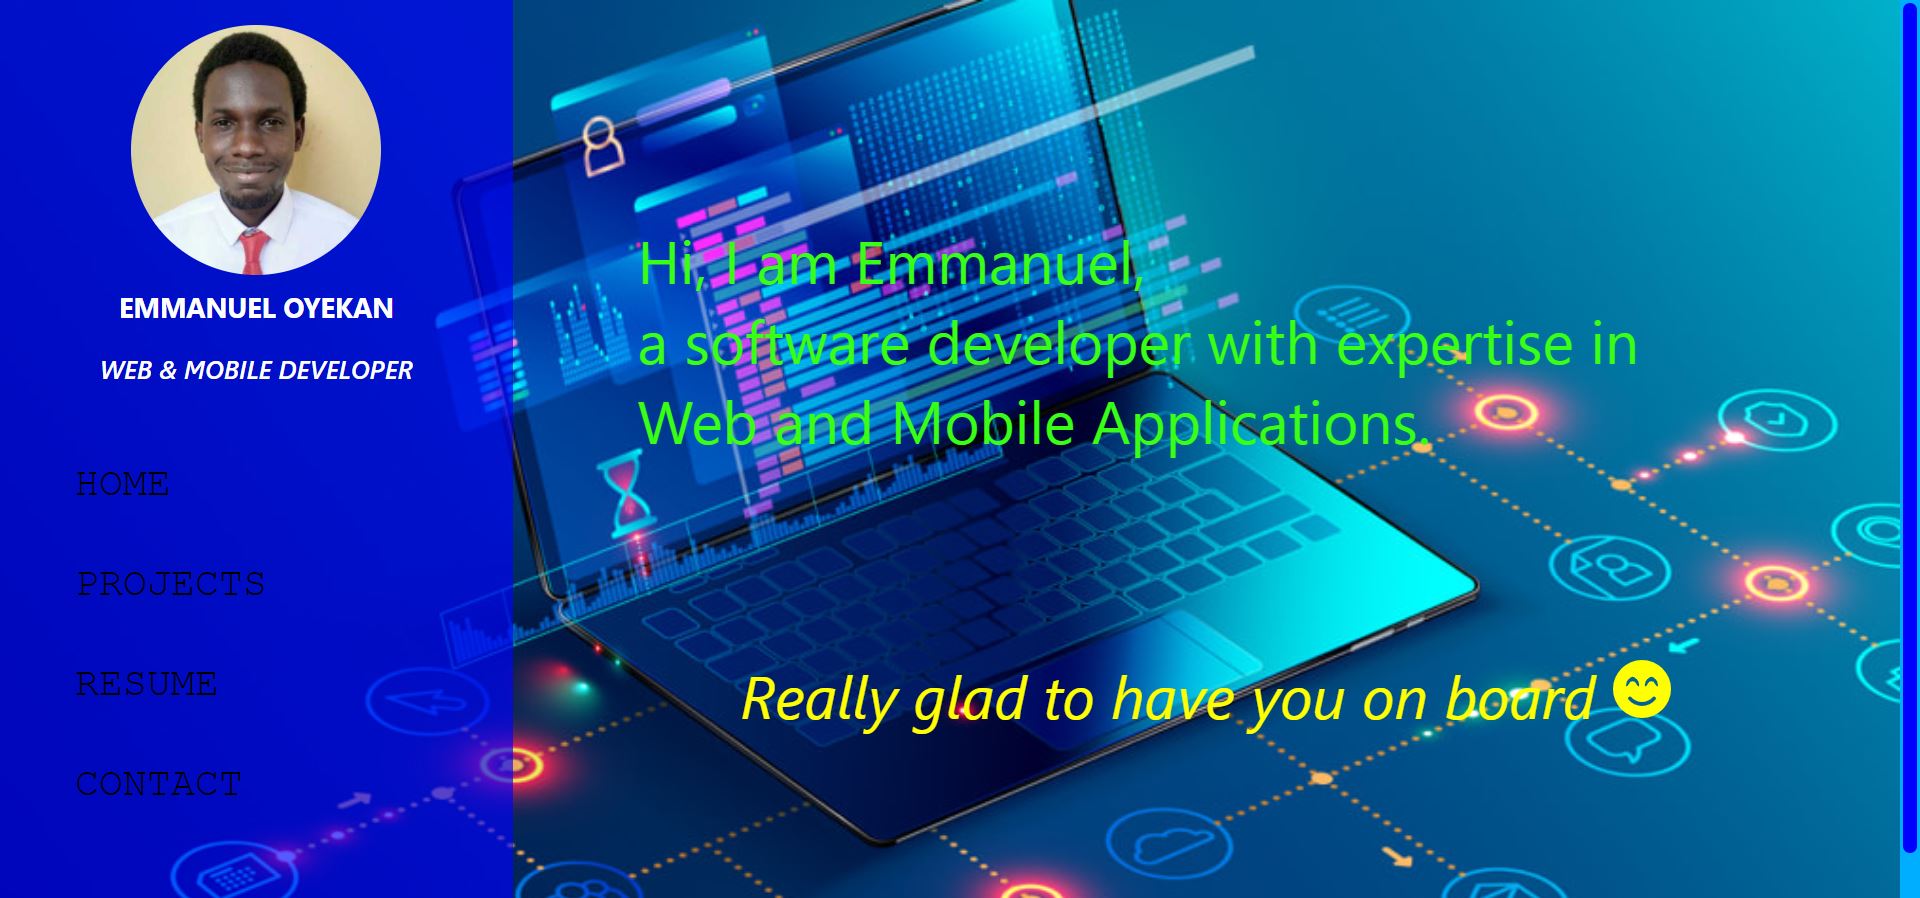 EMMANUEL OYEKAN
WEB & MOBILE DEVELOPER
HOME
PROJECTS
RESUME
CONTACT
Hi, I am Emmanuel,
a software developer with expertise in
Web and Mobile Applications.
Really glad to have you on board 😊